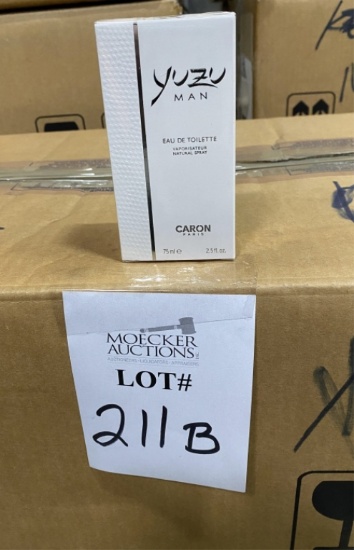 yuzu
MAN
EAU DE TOILETTE
VAPORISATEUR
NATURAL SPRAY
CARON
PARIS
75 ml e 2.5 fl. oz.
MOECKER
AUCTIONS
LOT#
211B